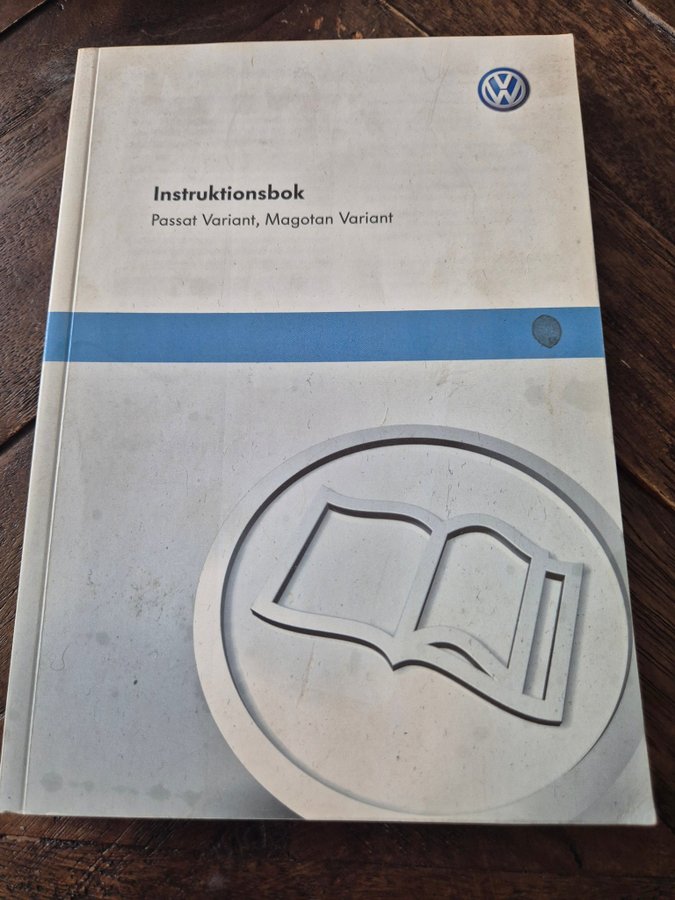 Instruktionsbok
Passat Variant, Magotan Variant